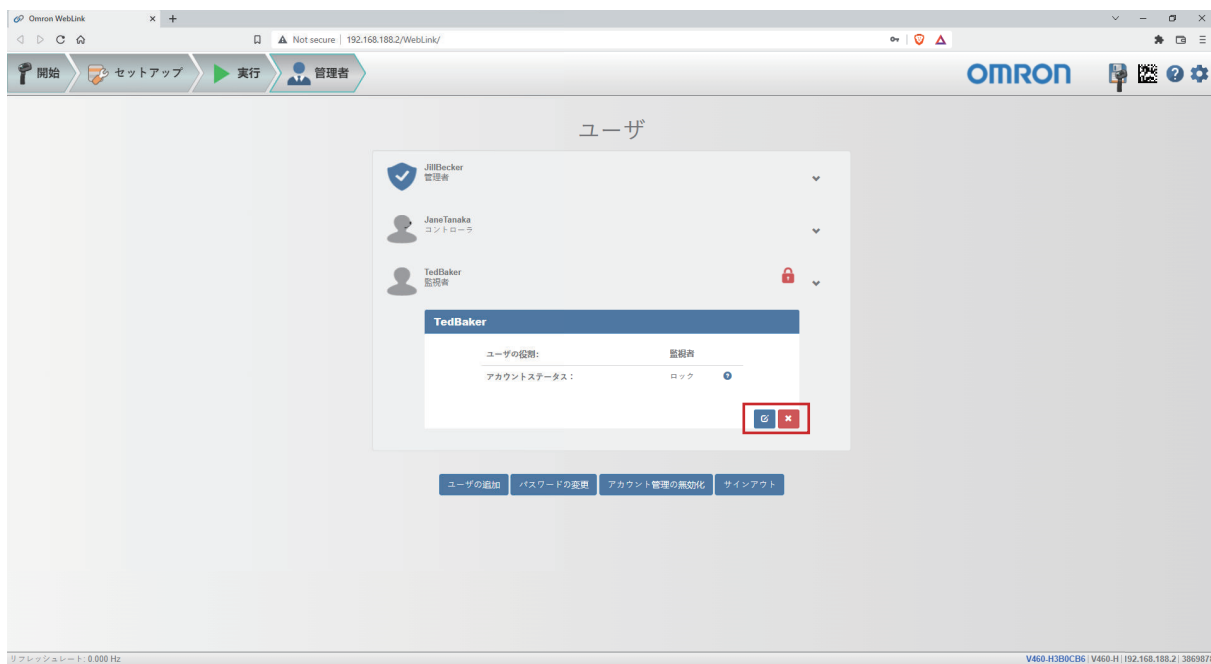 Omron WebLink
Not secure 192.168.188.2/WebLink/
開始 セットアップ 実行 管理者 OMRON
ユーザ
JillBecker
管理者
JaneTanaka
コントローラ
TedBaker
監視者
TedBaker
ユーザの役割: 監視者
アカウントステータス: ロック
ユーザの追加 パスワードの変更 アカウント管理の無効化 サインアウト
リフレッシュレート: 0.000 Hz V460-H3B0CB6 | V460-H | 192.168.188.2 | 386987